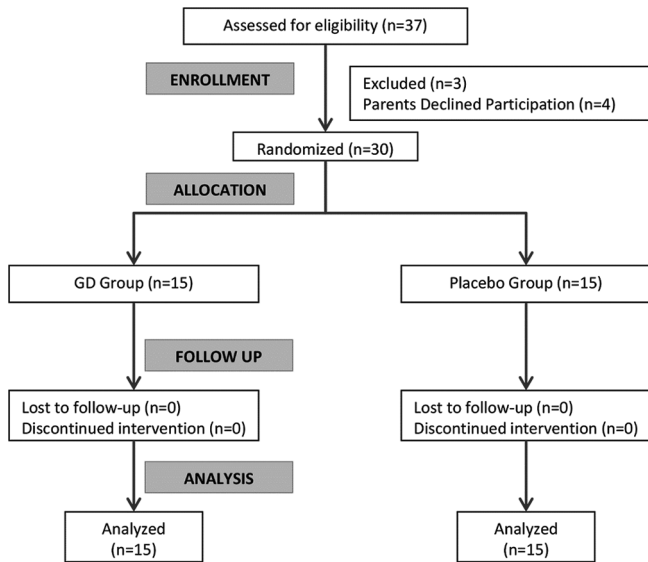 Assessed for eligibility (n=37)
ENROLLMENT
Excluded (n=3)
Parents Declined Participation (n=4)
Randomized (n=30)
ALLOCATION
GD Group (n=15)
Placebo Group (n=15)
FOLLOW UP
Lost to follow-up (n=0)
Discontinued intervention (n=0)
Lost to follow-up (n=0)
Discontinued intervention (n=0)
ANALYSIS
Analyzed
(n=15)
Analyzed
(n=15)